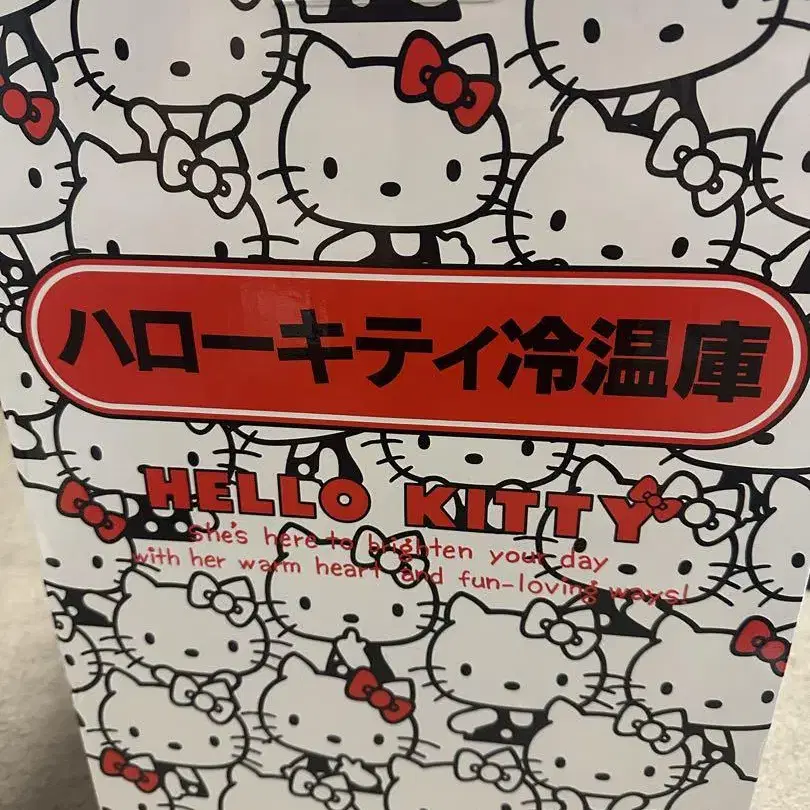 ハローキティ冷温庫
HELLO KITTY
She's here to brighten your day
with her warm heart and fun-loving ways!